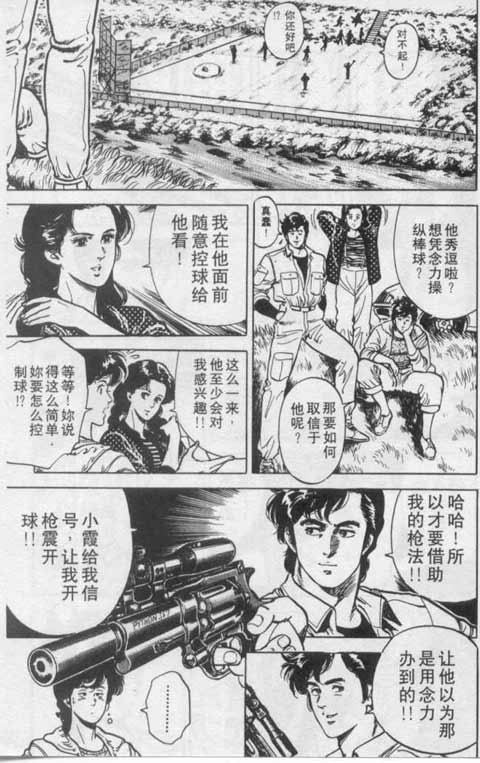 对不起！
你还好吧
!?
他秀逗啦？
想凭念力操
纵棒球？
真蠢！
那要如何
取信于
他呢？
我在他面前
随意控球给
他看！
这么一来，
他至少会对
我感兴趣!!
等等！妳说
得这么简单．
妳要怎么控
制球!?
哈哈！所
以才要借助
我的枪法!!
小霞给我信
号，让我开
枪震开
球!!
PYTHON 357
让他以为那
是用念力
办到的!!
………